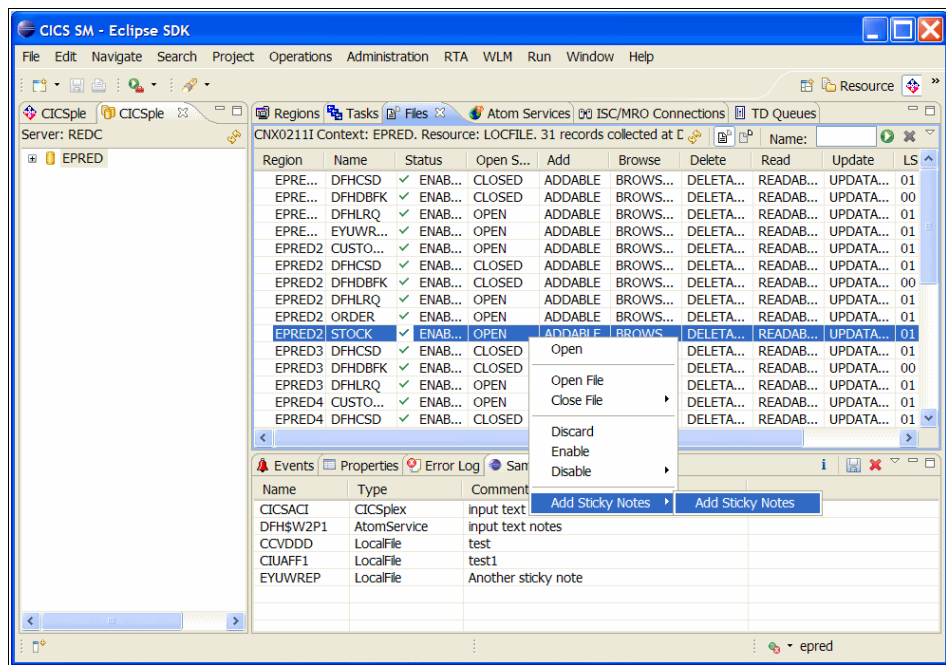 CICS SM - Eclipse SDK
File Edit Navigate Search Project Operations Administration RTA WLM Run Window Help
Resource »
CICSple CICSple
Regions Tasks Files Atom Services ISC/MRO Connections TD Queues
Server: REDC
CNX0211I Context: EPRED. Resource: LOCFILE. 31 records collected at Name:
EPRED
Region Name Status Open S... Add Browse Delete Read Update LS
EPRE... DFHCSD ENAB... CLOSED ADDABLE BROWS... DELETA... READAB... UPDATA... 01
EPRE... DFHDBFK ENAB... CLOSED ADDABLE BROWS... DELETA... READAB... UPDATA... 00
EPRE... DFHLRQ ENAB... OPEN ADDABLE BROWS... DELETA... READAB... UPDATA... 01
EPRE... EYUWR... ENAB... OPEN ADDABLE BROWS... DELETA... READAB... UPDATA... 01
EPRED2 CUSTO... ENAB... OPEN ADDABLE BROWS... DELETA... READAB... UPDATA... 01
EPRED2 DFHCSD ENAB... CLOSED ADDABLE BROWS... DELETA... READAB... UPDATA... 01
EPRED2 DFHDBFK ENAB... CLOSED ADDABLE BROWS... DELETA... READAB... UPDATA... 00
EPRED2 DFHLRQ ENAB... OPEN ADDABLE BROWS... DELETA... READAB... UPDATA... 01
EPRED2 ORDER ENAB... OPEN ADDABLE BROWS... DELETA... READAB... UPDATA... 01
EPRED2 STOCK ENAB... OPEN ADDABLE BROWS... DELETA... READAB... UPDATA... 01
EPRED3 DFHCSD ENAB... CLOSED DELETA... READAB... UPDATA... 01
EPRED3 DFHDBFK ENAB... CLOSED DELETA... READAB... UPDATA... 00
EPRED3 DFHLRQ ENAB... OPEN DELETA... READAB... UPDATA... 01
EPRED4 CUSTO... ENAB... OPEN DELETA... READAB... UPDATA... 01
EPRED4 DFHCSD ENAB... CLOSED DELETA... READAB... UPDATA... 01
Open
Open File
Close File
Discard
Enable
Disable
Add Sticky Notes
Add Sticky Notes
Events Properties Error Log Sam
Name Type Comment
CICSACI CICSplex input text
DFH$W2P1 AtomService input text notes
CCVDDD LocalFile test
CIUAFF1 LocalFile test1
EYUWREP LocalFile Another sticky note
epred